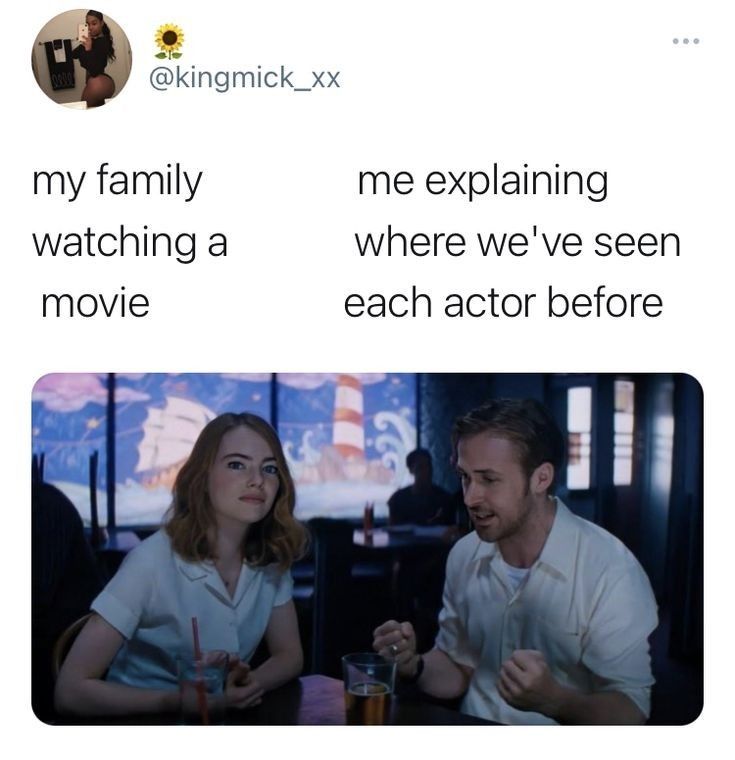 🌻
@kingmick_xx
my family
watching a
movie
me explaining
where we've seen
each actor before